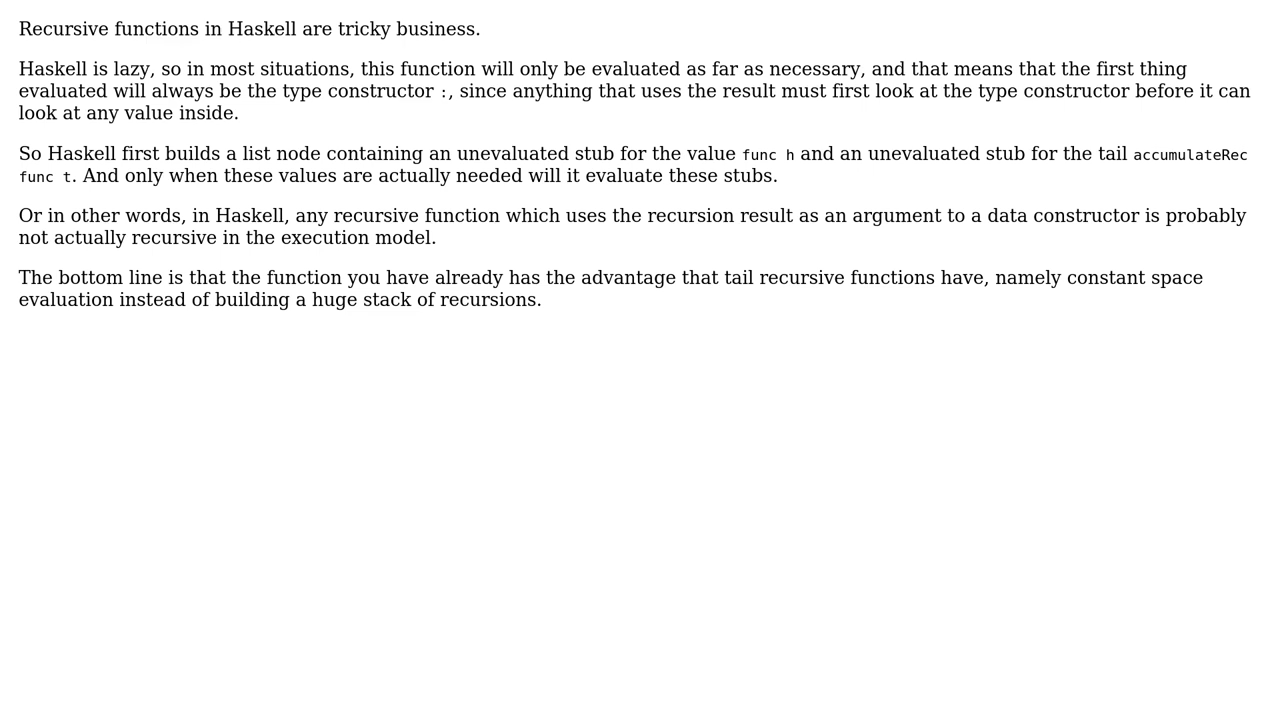 Recursive functions in Haskell are tricky business.
Haskell is lazy, so in most situations, this function will only be evaluated as far as necessary, and that means that the first thing
evaluated will always be the type constructor :, since anything that uses the result must first look at the type constructor before it can
look at any value inside.
So Haskell first builds a list node containing an unevaluated stub for the value func h and an unevaluated stub for the tail accumulateRec
func t. And only when these values are actually needed will it evaluate these stubs.
Or in other words, in Haskell, any recursive function which uses the recursion result as an argument to a data constructor is probably
not actually recursive in the execution model.
The bottom line is that the function you have already has the advantage that tail recursive functions have, namely constant space
evaluation instead of building a huge stack of recursions.